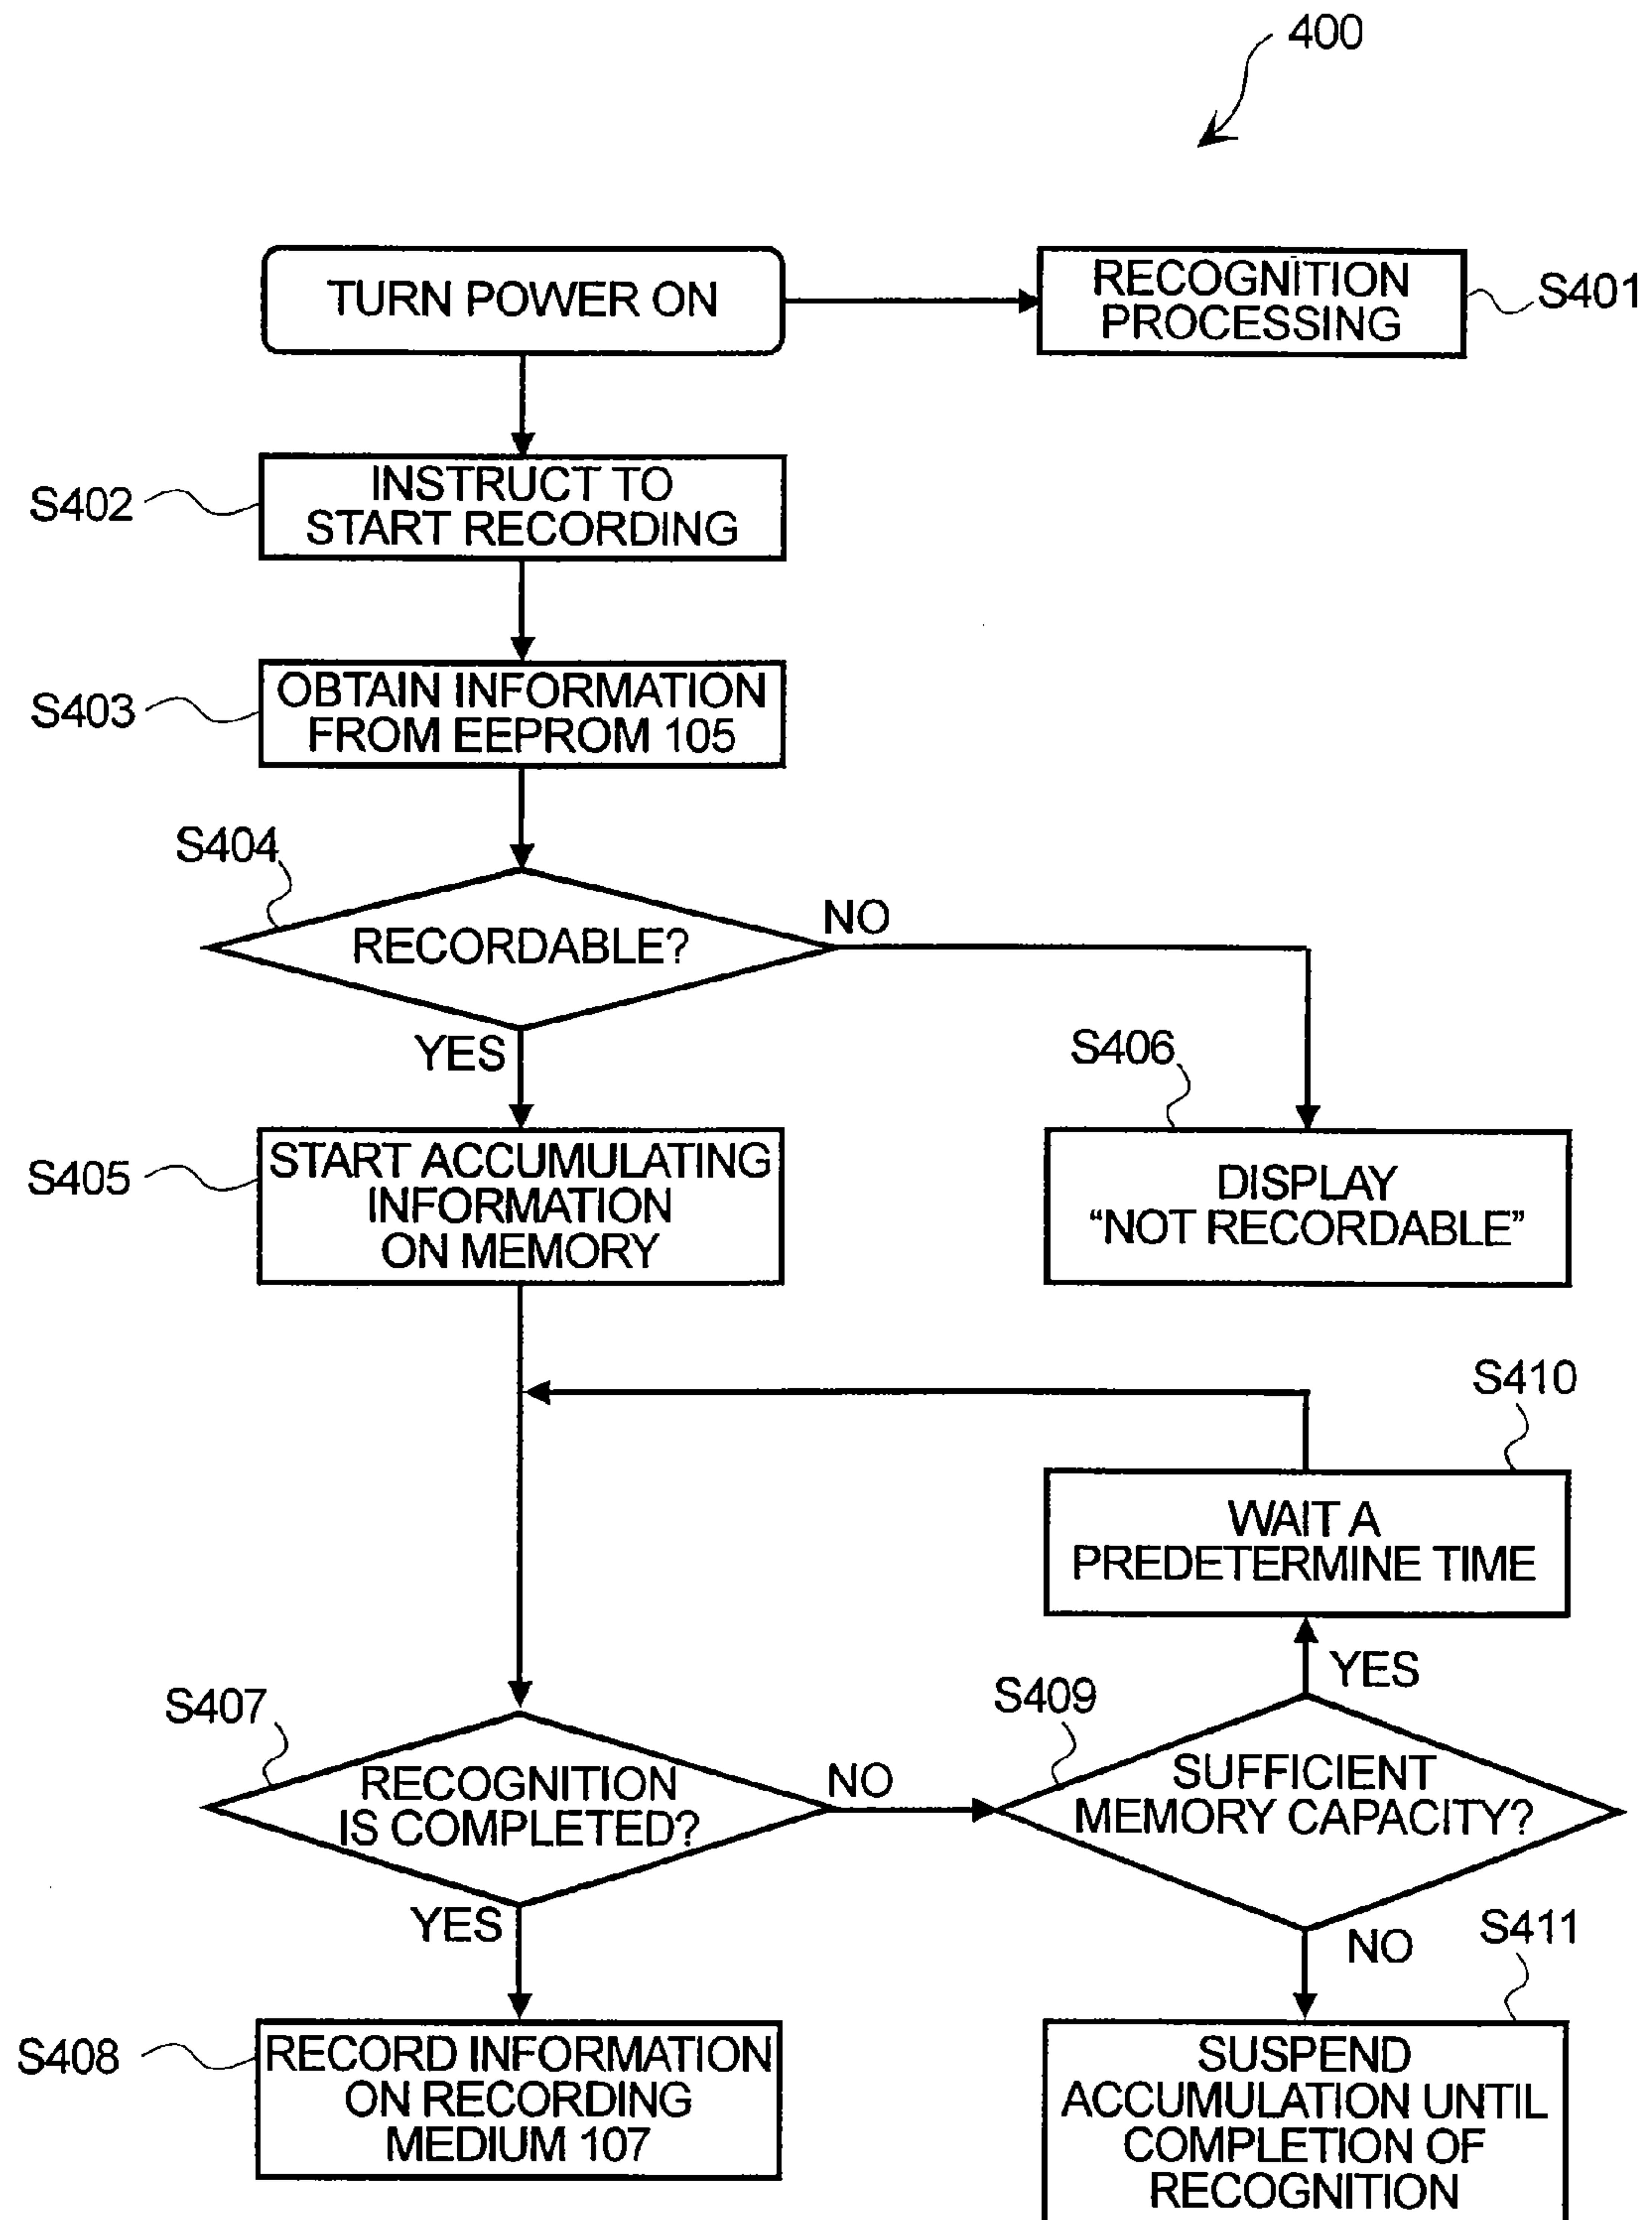 400
TURN POWER ON
RECOGNITION
PROCESSING
S401
S402
INSTRUCT TO
START RECORDING
S403
OBTAIN INFORMATION
FROM EEPROM 105
S404
RECORDABLE?
NO
YES
S405
START ACCUMULATING
INFORMATION
ON MEMORY
S406
DISPLAY
“NOT RECORDABLE”
S410
WAIT A
PREDETERMINE TIME
YES
S407
RECOGNITION
IS COMPLETED?
NO
S409
SUFFICIENT
MEMORY CAPACITY?
YES
NO
S408
RECORD INFORMATION
ON RECORDING
MEDIUM 107
S411
SUSPEND
ACCUMULATION UNTIL
COMPLETION OF
RECOGNITION